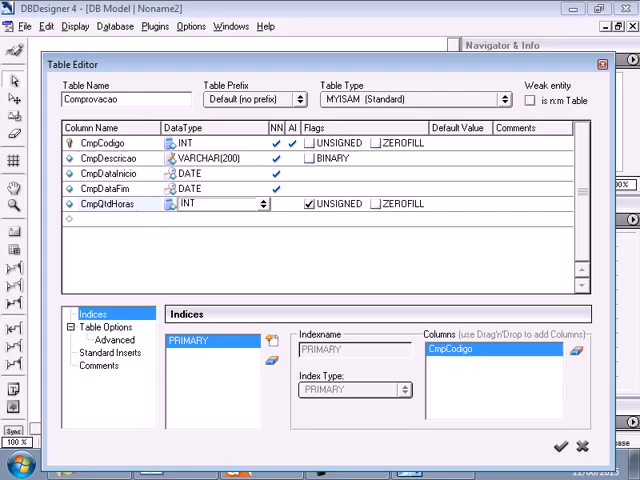 DBDesigner 4 - [DB Model | Noname2]
File Edit Display Database Plugins Options Windows Help
Navigator & Info
Table Editor
Table Name Table Prefix Table Type Weak entity
Comprovacao Default (no prefix) MYISAM (Standard) is n:m Table
Column Name DataType NN AI Flags Default Value Comments
CmpCodigo INT UNSIGNED ZEROFILL
CmpDescricao VARCHAR(200) BINARY
CmpDataInicio DATE
CmpDataFim DATE
CmpQtdHoras INT UNSIGNED ZEROFILL
Indices
Table Options
Advanced
Standard Inserts
Comments
Indices
PRIMARY
Indexname
PRIMARY
Index Type:
PRIMARY
Columns (use Drag'n'Drop to add Columns)
CmpCodigo
Sync
100 %